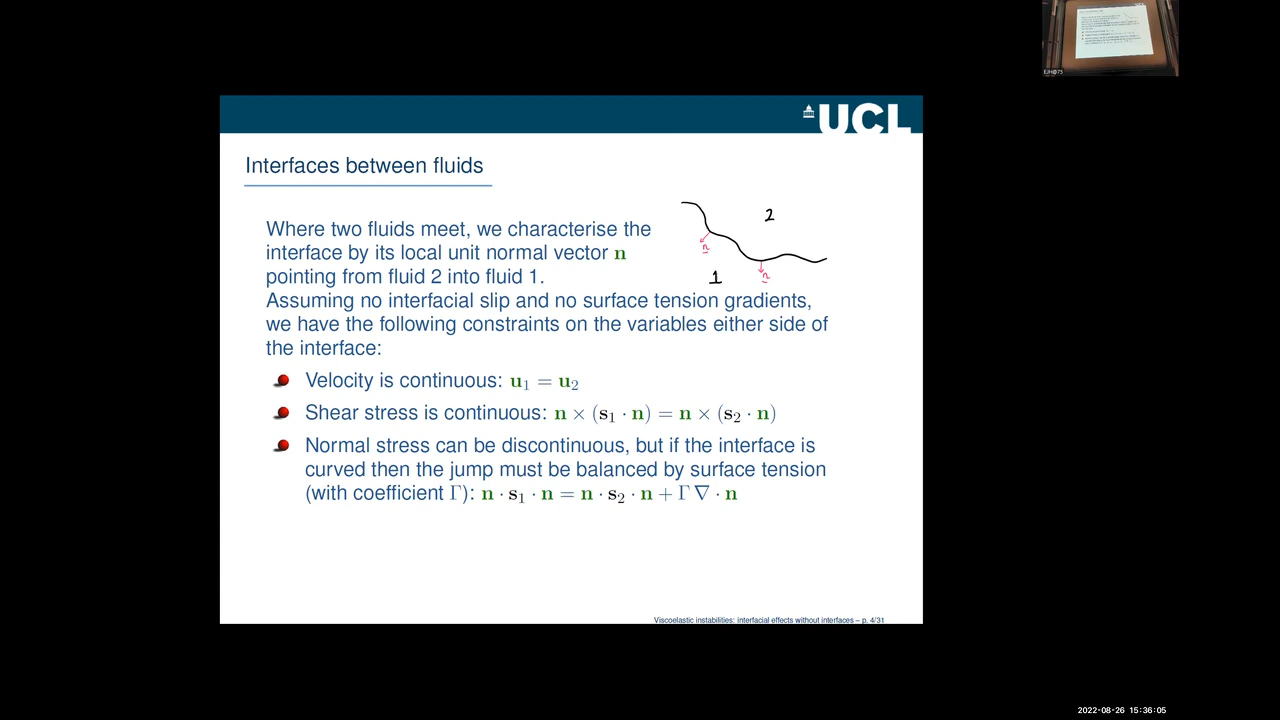 EJH@75
UCL
Interfaces between fluids
2
Where two fluids meet, we characterise the
interface by its local unit normal vector n
n
pointing from fluid 2 into fluid 1.
1
n
Assuming no interfacial slip and no surface tension gradients,
we have the following constraints on the variables either side of
the interface:
Velocity is continuous: u₁ = u₂
Shear stress is continuous: n × (s₁ · n) = n × (s₂ · n)
Normal stress can be discontinuous, but if the interface is
curved then the jump must be balanced by surface tension
(with coefficient Γ): n · s₁ · n = n · s₂ · n + Γ ∇ · n
Viscoelastic instabilities: interfacial effects without interfaces – p. 4/31
2022-08-26 15:36:05